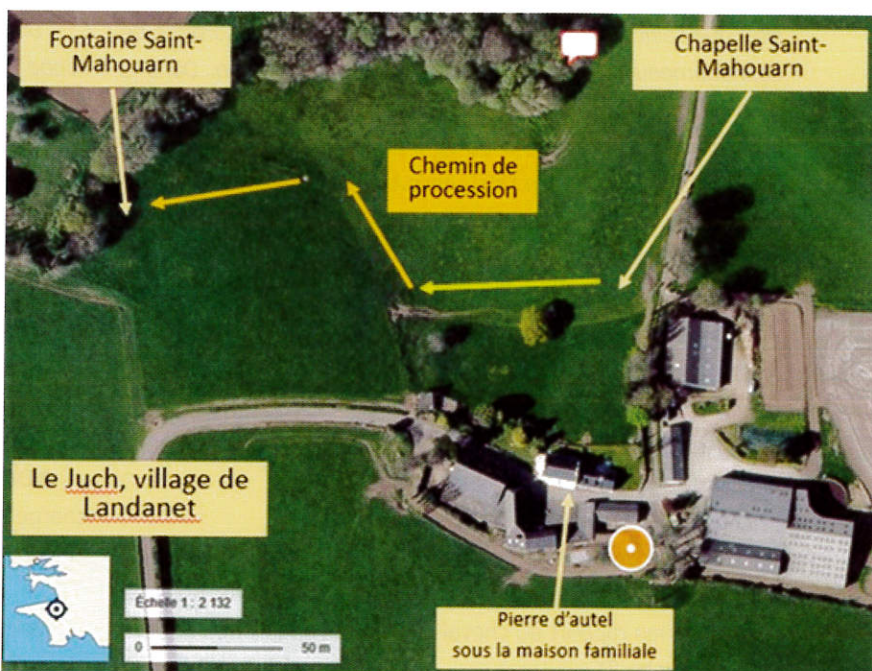 Fontaine Saint-
Mahouarn
Chapelle Saint-
Mahouarn
Chemin de
procession
Le Juch, village de
Landanet
Échelle 1 : 2 132
0 50 m
Pierre d'autel
sous la maison familiale